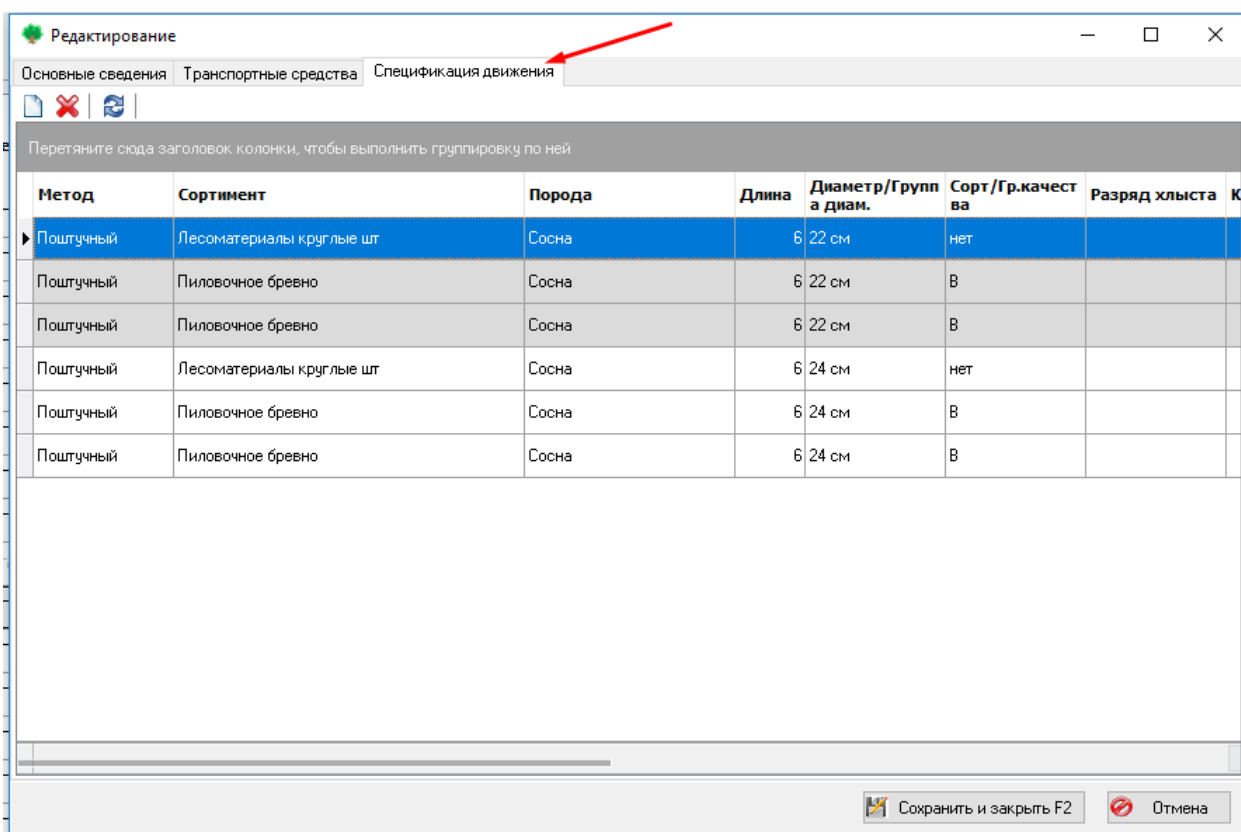 Редактирование
Основные сведения Транспортные средства Спецификация движения
Перетяните сюда заголовок колонки, чтобы выполнить группировку по ней
Метод Сортимент Порода Длина Диаметр/Групп Сорт/Гр.качест Разряд хлыста К
а диам. ва
Поштучный Лесоматериалы круглые шт Сосна 6 22 см нет
Поштучный Пиловочное бревно Сосна 6 22 см В
Поштучный Пиловочное бревно Сосна 6 22 см В
Поштучный Лесоматериалы круглые шт Сосна 6 24 см нет
Поштучный Пиловочное бревно Сосна 6 24 см В
Поштучный Пиловочное бревно Сосна 6 24 см В
Сохранить и закрыть F2 Отмена